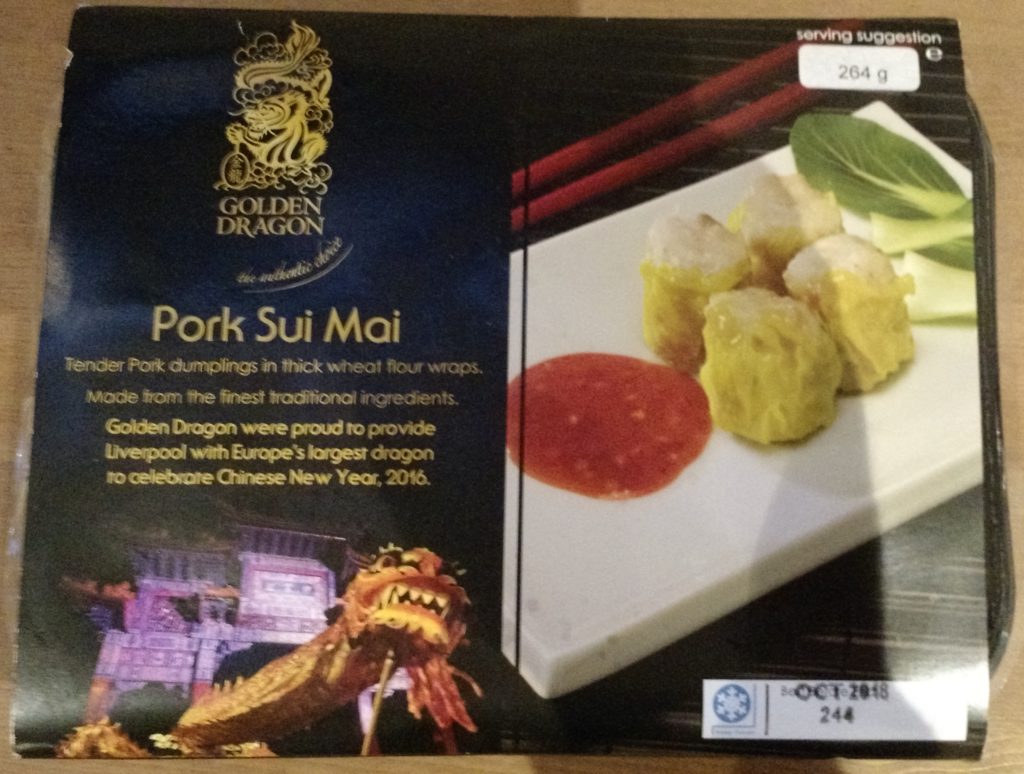 GOLDEN
DRAGON
the authentic choice
Pork Sui Mai
Tender Pork dumplings in thick wheat flour wraps.
Made from the finest traditional ingredients.
Golden Dragon were proud to provide
Liverpool with Europe's largest dragon
to celebrate Chinese New Year, 2016.
serving suggestion
e
264 g
OCT 2018
244